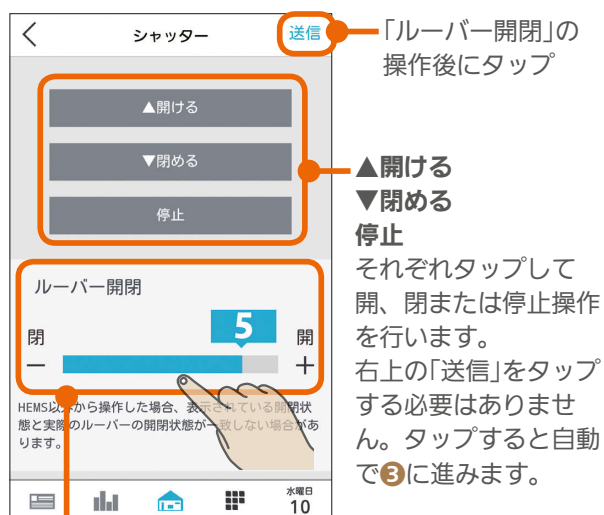 シャッター
送信
▲開ける
▼閉める
停止
ルーバー開閉
5
閉
開
－
＋
HEMS以外から操作した場合、表示されている開閉状
態と実際のルーバーの開閉状態が一致しない場合があ
ります。
水曜日
10
「ルーバー開閉」の
操作後にタップ
▲開ける
▼閉める
停止
それぞれタップして
開、閉または停止操作
を行います。
右上の「送信」をタップ
する必要はありませ
ん。タップすると自動
で❸に進みます。